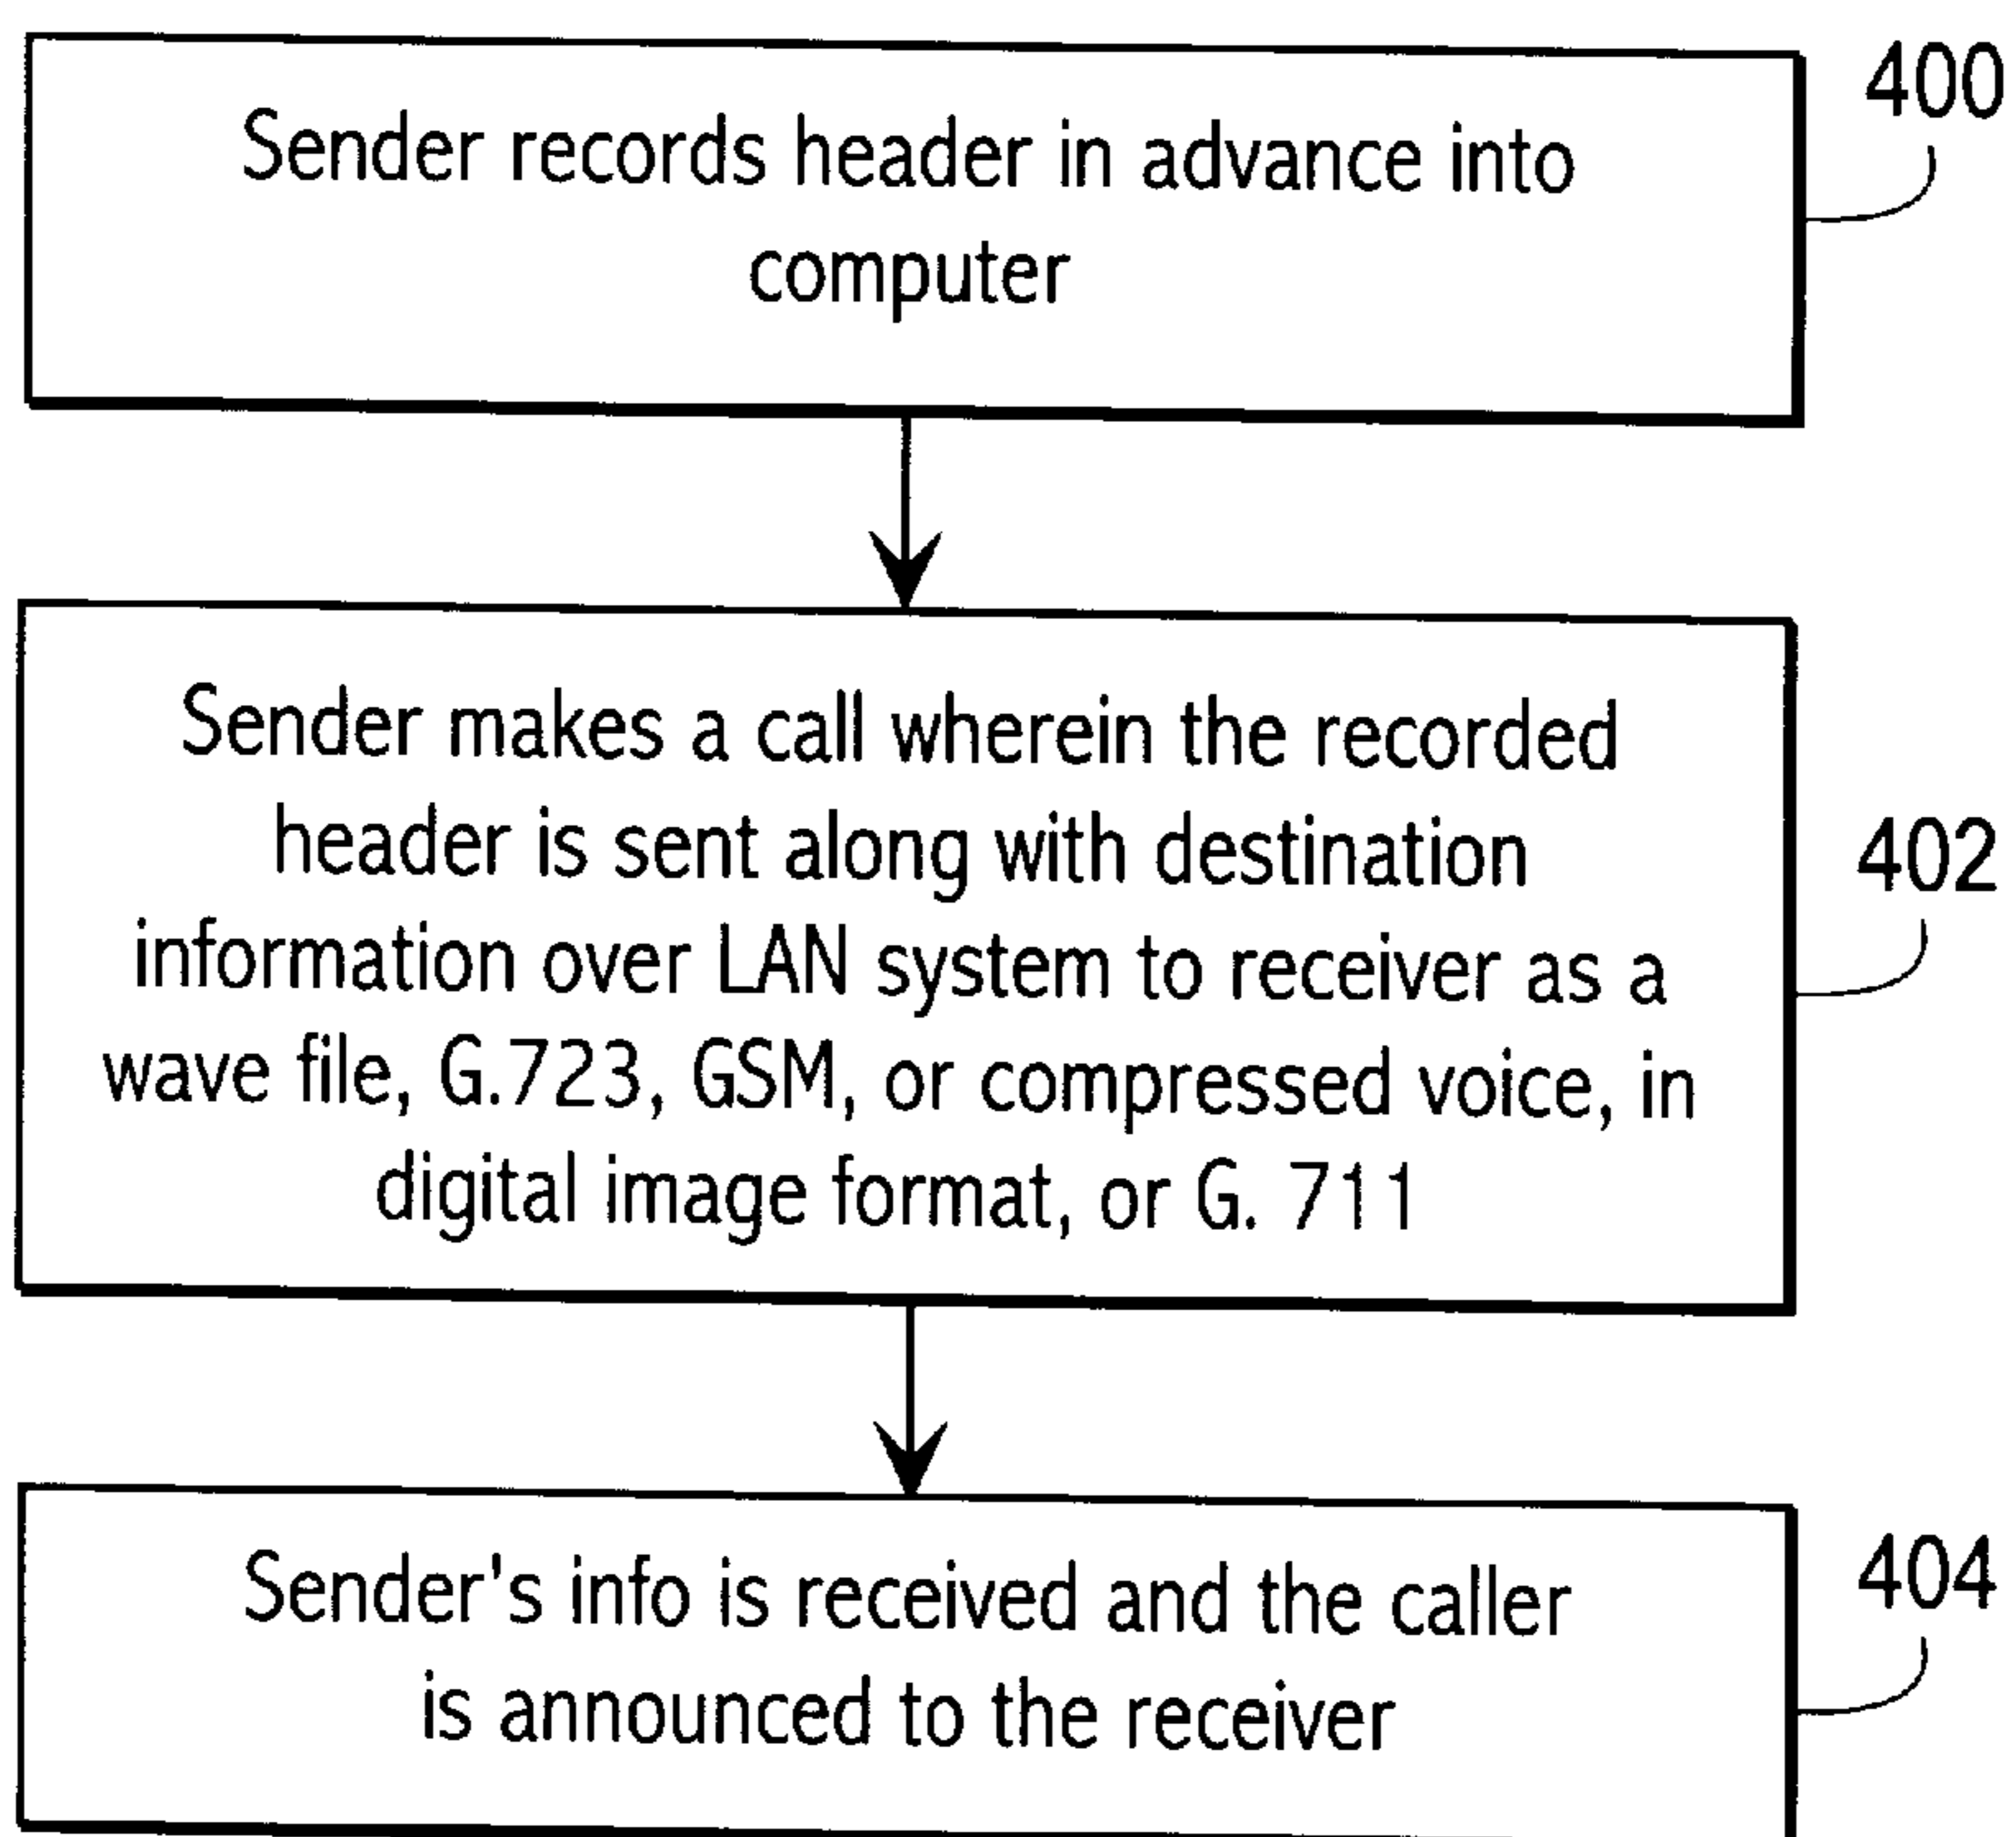 Sender records header in advance into
computer
400
Sender makes a call wherein the recorded
header is sent along with destination
information over LAN system to receiver as a
wave file, G.723, GSM, or compressed voice, in
digital image format, or G. 711
402
Sender's info is received and the caller
is announced to the receiver
404